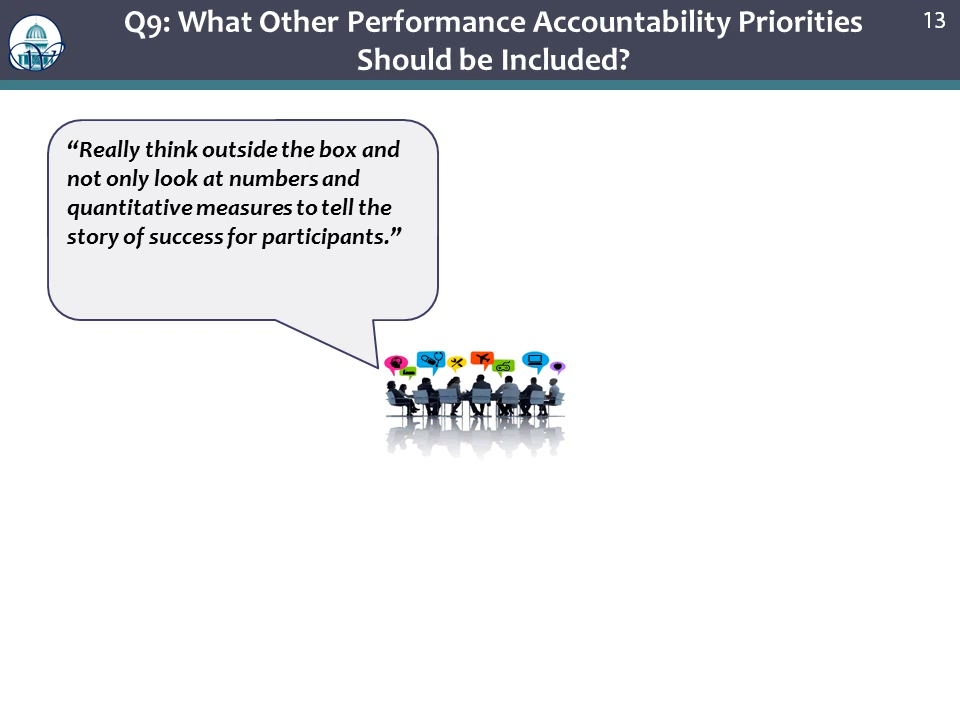 Q9: What Other Performance Accountability Priorities
Should be Included?
13
“Really think outside the box and
not only look at numbers and
quantitative measures to tell the
story of success for participants.”